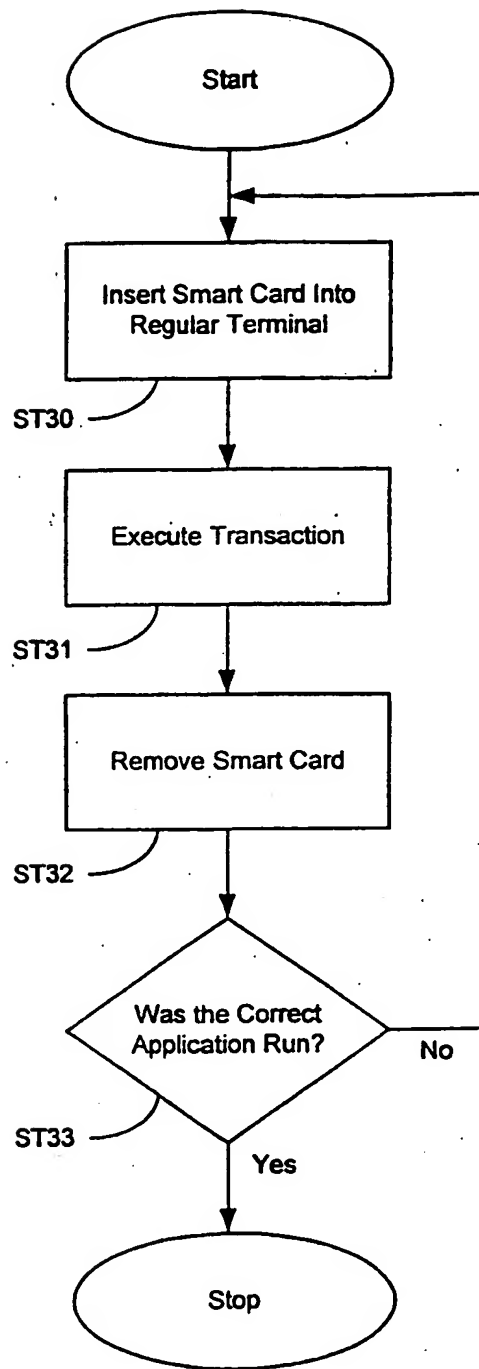 Start
Insert Smart Card Into
Regular Terminal
ST30
Execute Transaction
ST31
Remove Smart Card
ST32
Was the Correct
Application Run?
No
ST33
Yes
Stop